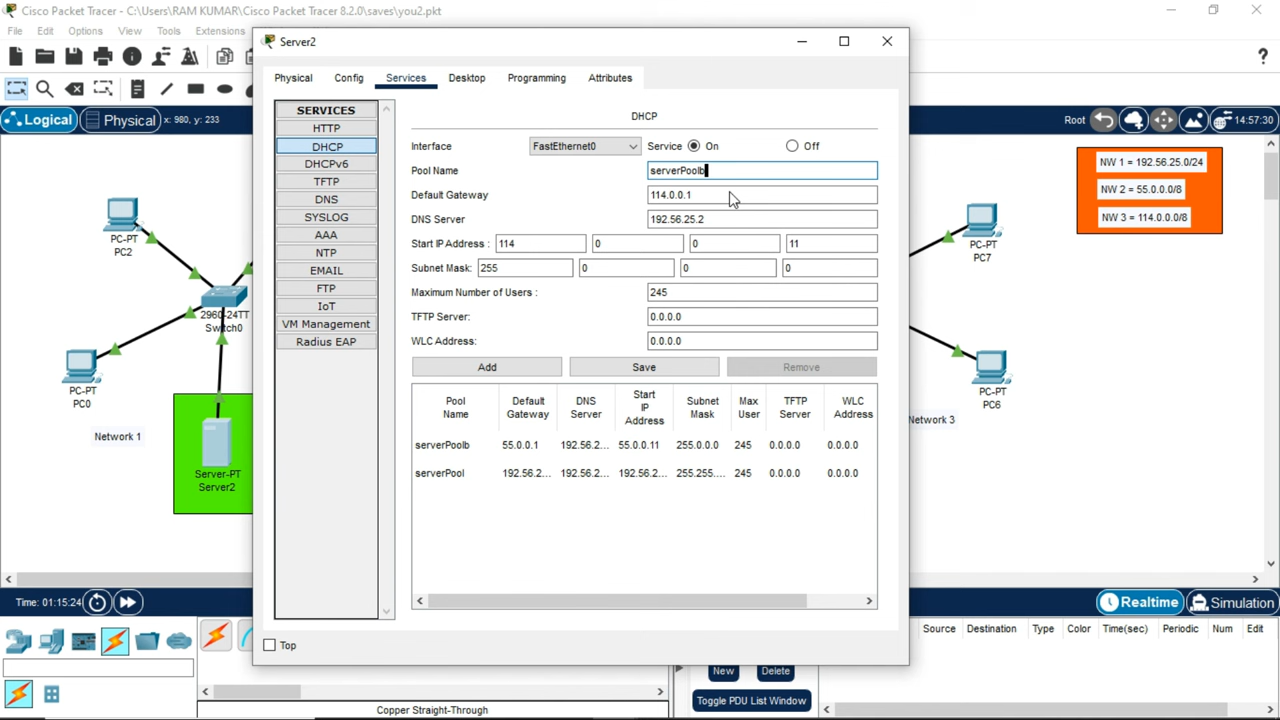 Cisco Packet Tracer - C:\Users\RAM KUMAR\Cisco Packet Tracer 8.2.0\saves\you2.pkt
File Edit Options View Tools Extensions
Server2
Physical Config Services Desktop Programming Attributes
Logical Physical x: 980, y: 233
Root 14:57:30
SERVICES
HTTP
DHCP
DHCPv6
TFTP
DNS
SYSLOG
AAA
NTP
EMAIL
FTP
IoT
VM Management
Radius EAP
DHCP
Interface FastEthernet0 Service On Off
Pool Name serverPoolb
Default Gateway 114.0.0.1
DNS Server 192.56.25.2
Start IP Address : 114 0 0 11
Subnet Mask: 255 0 0 0
Maximum Number of Users : 245
TFTP Server: 0.0.0.0
WLC Address: 0.0.0.0
Add Save Remove
Pool Name Default Gateway DNS Server Start IP Address Subnet Mask Max User TFTP Server WLC Address
serverPoolb 55.0.0.1 192.56.2... 55.0.0.11 255.0.0.0 245 0.0.0.0 0.0.0.0
serverPool 192.56.2... 192.56.2... 192.56.2... 255.255.... 245 0.0.0.0 0.0.0.0
Top
PC-PT
PC2
2960-24TT
Switch0
PC-PT
PC0
Network 1
Server-PT
Server2
PC-PT
PC7
PC-PT
PC6
Network 3
NW 1 = 192.56.25.0/24
NW 2 = 55.0.0.0/8
NW 3 = 114.0.0.0/8
Time: 01:15:24
Realtime Simulation
Source Destination Type Color Time(sec) Periodic Num Edit
New Delete
Toggle PDU List Window
Copper Straight-Through